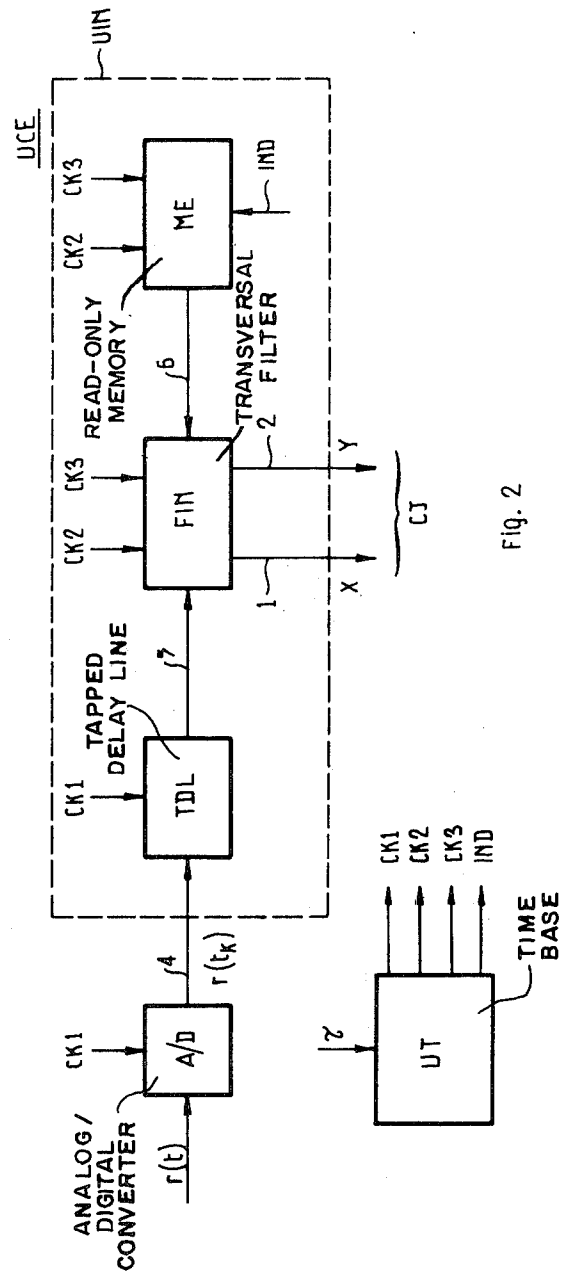 UCE
UIN
CK1
CK1
CK2
CK3
CK2
CK3
ANALOG/
DIGITAL
CONVERTER
TAPPED
DELAY LINE
READ-ONLY
MEMORY
r(t)
A/D
4
r(tK)
TDL
FIN
6
ME
TRANSVERSAL
FILTER
IND
1
2
X
Y
CJ
τ
UT
CK1
CK2
CK3
IND
TIME
BASE
Fig. 2